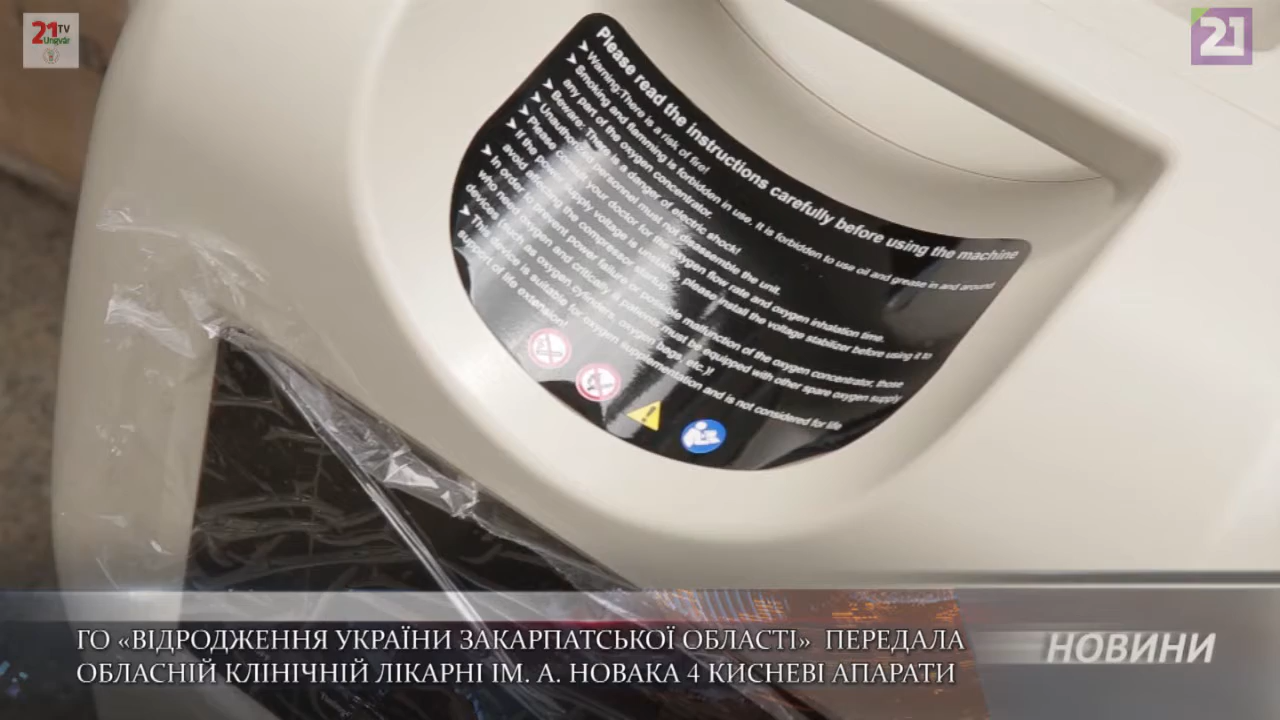 21 TV
Ungvár
21
Please read the instructions carefully before using the machine
Warning:There is a risk of fire!
Smoking and flemming is forbidden in use. It is forbidden to use oil and grease in and around
any part of the oxygen concentrator.
Beware: There is a danger of electric shock!
Unauthorized personnel must not disassemble the unit.
Please consult your doctor for the oxygen flow rate and oxygen inhalation time.
If the power supply voltage is unstable, please install the voltage stabilizer before using it to
avoid affecting the compressor starting.
In order to prevent power failure or possible malfunction of the oxygen concentrator, those
who need oxygen and critically ill patients must be equipped with other spare oxygen supply
devices (such as oxygen cylinders, oxygen bags, etc.)!
This device is suitable for oxygen supplementation and is not considered for life
support of life extension!
ГО «ВІДРОДЖЕННЯ УКРАЇНИ ЗАКАРПАТСЬКОЇ ОБЛАСТІ» ПЕРЕДАЛА
ОБЛАСНІЙ КЛІНІЧНІЙ ЛІКАРНІ ІМ. А. НОВАКА 4 КИСНЕВІ АПАРАТИ
НОВИНИ